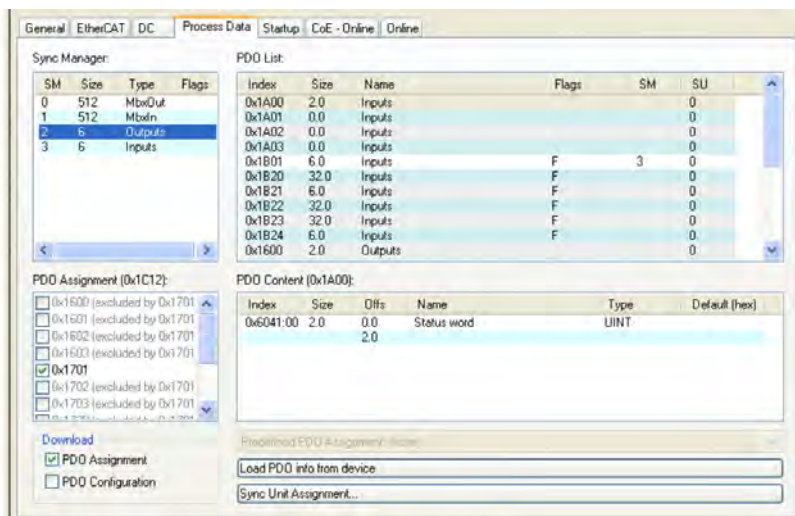 General EtherCAT DC Process Data Startup CoE - Online Online
Sync Manager:
SM Size Type Flags
0 512 MbxOut
1 512 MbxIn
2 6 Outputs
3 6 Inputs
PDO List:
Index Size Name Flags SM SU
0x1A00 2.0 Inputs 0
0x1A01 0.0 Inputs 0
0x1A02 0.0 Inputs 0
0x1A03 0.0 Inputs 0
0x1B01 6.0 Inputs F 3 0
0x1B20 32.0 Inputs F 0
0x1B21 6.0 Inputs F 0
0x1B22 32.0 Inputs F 0
0x1B23 32.0 Inputs F 0
0x1B24 6.0 Inputs F 0
0x1600 2.0 Outputs 0
PDO Assignment (0x1C12):
0x1600 (excluded by 0x1701
0x1601 (excluded by 0x1701
0x1602 (excluded by 0x1701
0x1603 (excluded by 0x1701
0x1701
0x1702 (excluded by 0x1701
0x1703 (excluded by 0x1701
PDO Content (0x1A00):
Index Size Offs Name Type Default (hex)
0x6041:00 2.0 0.0 Status word UINT
2.0
Download
PDO Assignment
PDO Configuration
Predefined PDO Assignment:
Load PDO info from device
Sync Unit Assignment...